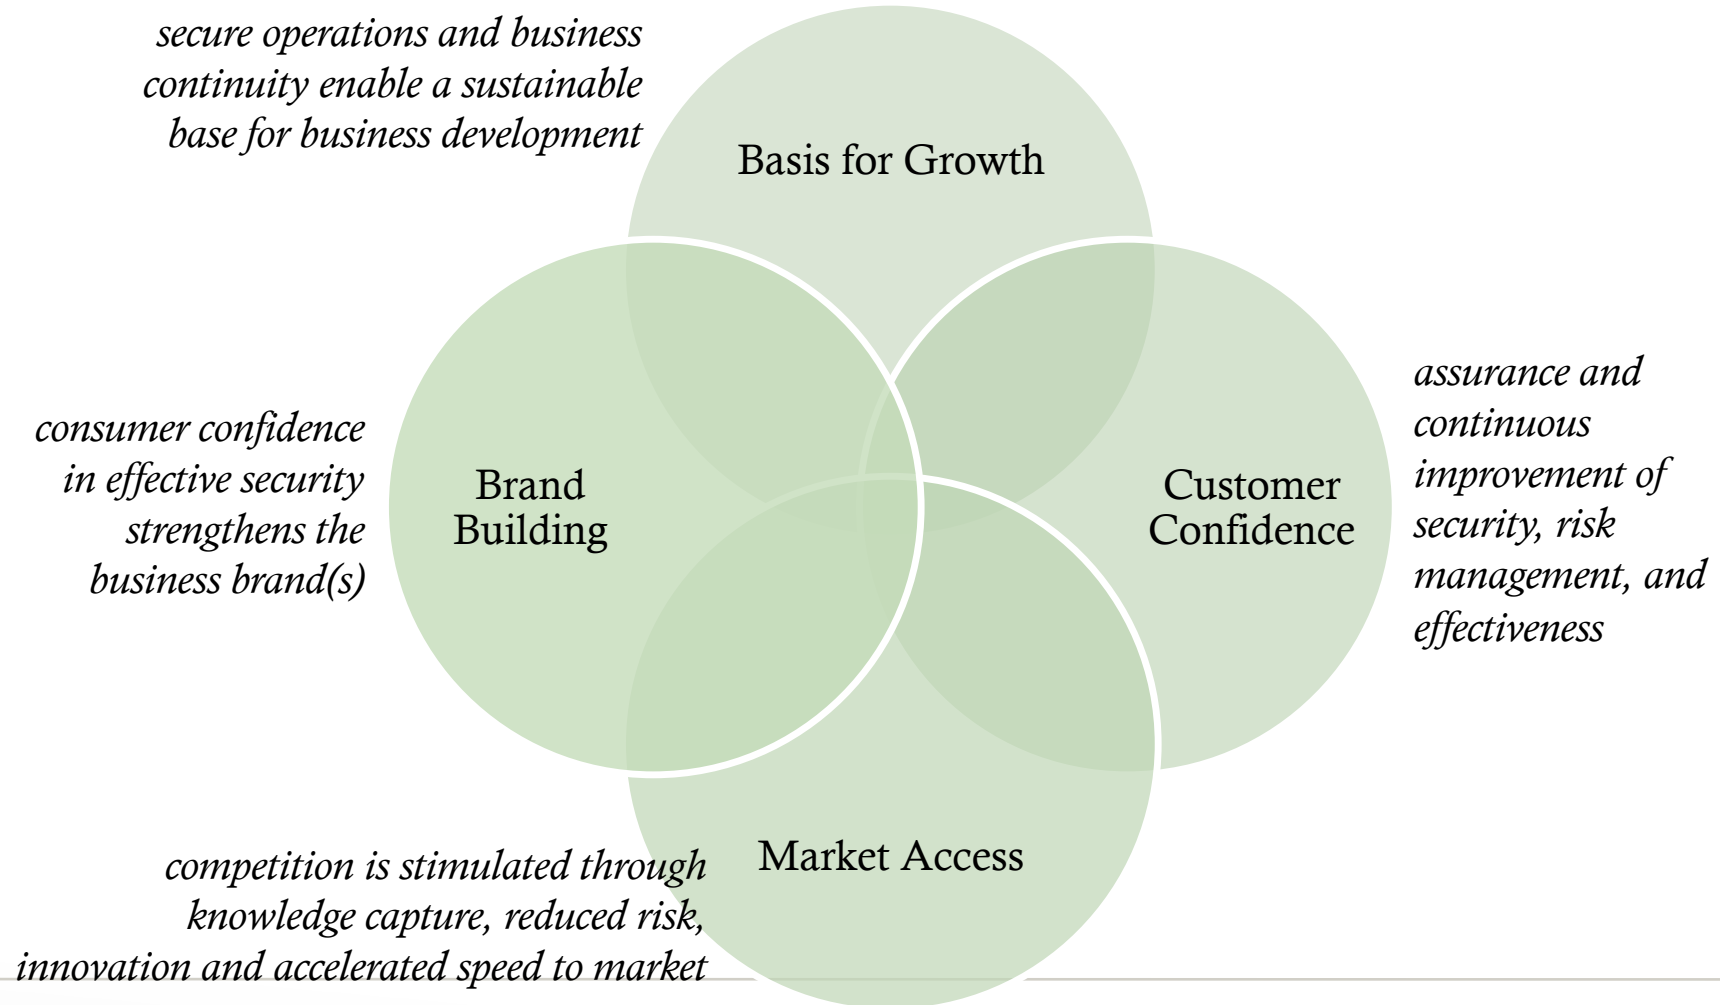 secure operations and business
continuity enable a sustainable
base for business development
Basis for Growth
consumer confidence
in effective security
strengthens the
business brand(s)
Brand
Building
Customer
Confidence
assurance and
continuous
improvement of
security, risk
management, and
effectiveness
competition is stimulated through
knowledge capture, reduced risk,
innovation and accelerated speed to market
Market Access